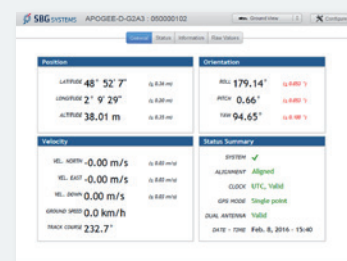 SBG SYSTEMS APOGEE-D-G2A3 : 050000102
Ground View
Configure
Status Information Raw Values
Position
LATITUDE 48° 52' 7"
LONGITUDE 2° 9' 29"
ALTITUDE 38.01 m
Orientation
ROLL 179.14°
PITCH 0.66°
YAW 94.65°
Velocity
VEL. NORTH -0.00 m/s
VEL. EAST -0.00 m/s
VEL. DOWN 0.00 m/s
GROUND SPEED 0.0 km/h
TRACK COURSE 232.7°
Status Summary
SYSTEM ✓
ALIGNMENT Aligned
CLOCK UTC, Valid
GPS MODE Single point
DUAL ANTENNA Valid
DATE - TIME Feb. 8, 2016 - 15:40